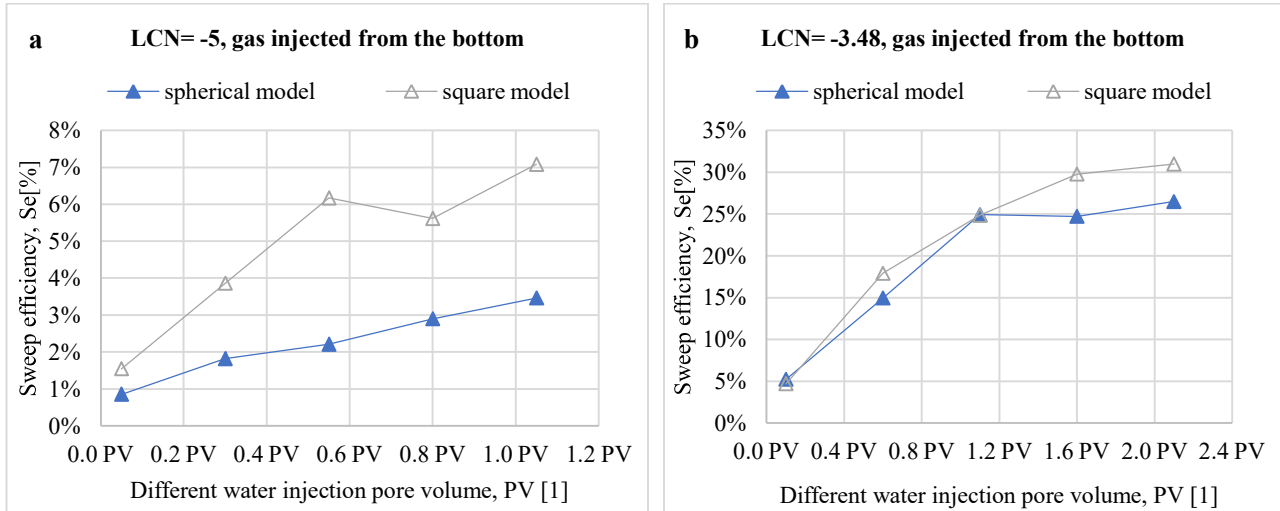 a
LCN= -5, gas injected from the bottom
spherical model
square model
8%
7%
6%
5%
4%
3%
2%
1%
0%
Sweep efficiency, Se[%]
0.0 PV 0.2 PV 0.4 PV 0.6 PV 0.8 PV 1.0 PV 1.2 PV
Different water injection pore volume, PV [1]
b
LCN= -3.48, gas injected from the bottom
spherical model
square model
35%
30%
25%
20%
15%
10%
5%
0%
Sweep efficiency, Se[%]
0.0 PV 0.4 PV 0.8 PV 1.2 PV 1.6 PV 2.0 PV 2.4 PV
Different water injection pore volume, PV [1]